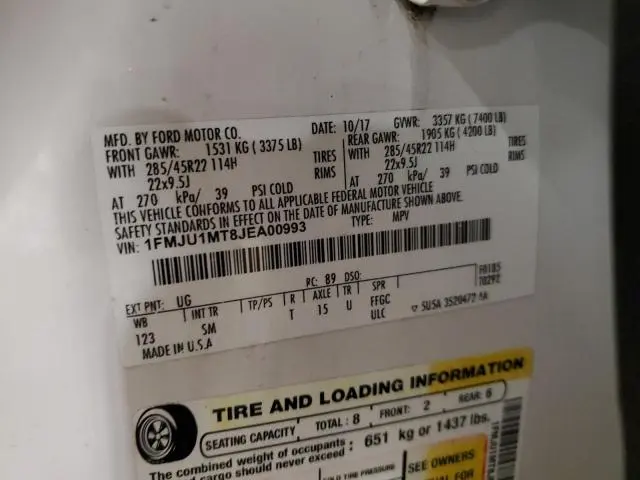 MFD. BY FORD MOTOR CO. DATE: 10/17 GVWR: 3357 KG ( 7400 LB)
FRONT GAWR: 1531 KG ( 3375 LB) REAR GAWR: 1905 KG ( 4200 LB)
WITH 285/45R22 114H TIRES WITH 285/45R22 114H TIRES
22x9.5J RIMS 22x9.5J RIMS
AT 270 kPa/ 39 PSI COLD AT 270 kPa/ 39 PSI COLD
THIS VEHICLE CONFORMS TO ALL APPLICABLE FEDERAL MOTOR VEHICLE
SAFETY STANDARDS IN EFFECT ON THE DATE OF MANUFACTURE SHOWN ABOVE.
VIN: 1FMJU1MT8JEA00993 TYPE: MPV
EXT PNT: UG RC: 89 DSO: F0185
T0292
WB INT TR TP/PS R AXLE TR SPR
123 SM T 15 U FFGC
ULC
MADE IN U.S.A
TIRE AND LOADING INFORMATION
SEATING CAPACITY TOTAL : 8 FRONT: 2 REAR: 6
The combined weight of occupants
and cargo should never exceed : 651 kg or 1437 lbs.
COLD TIRE PRESSURE SEE OWNERS